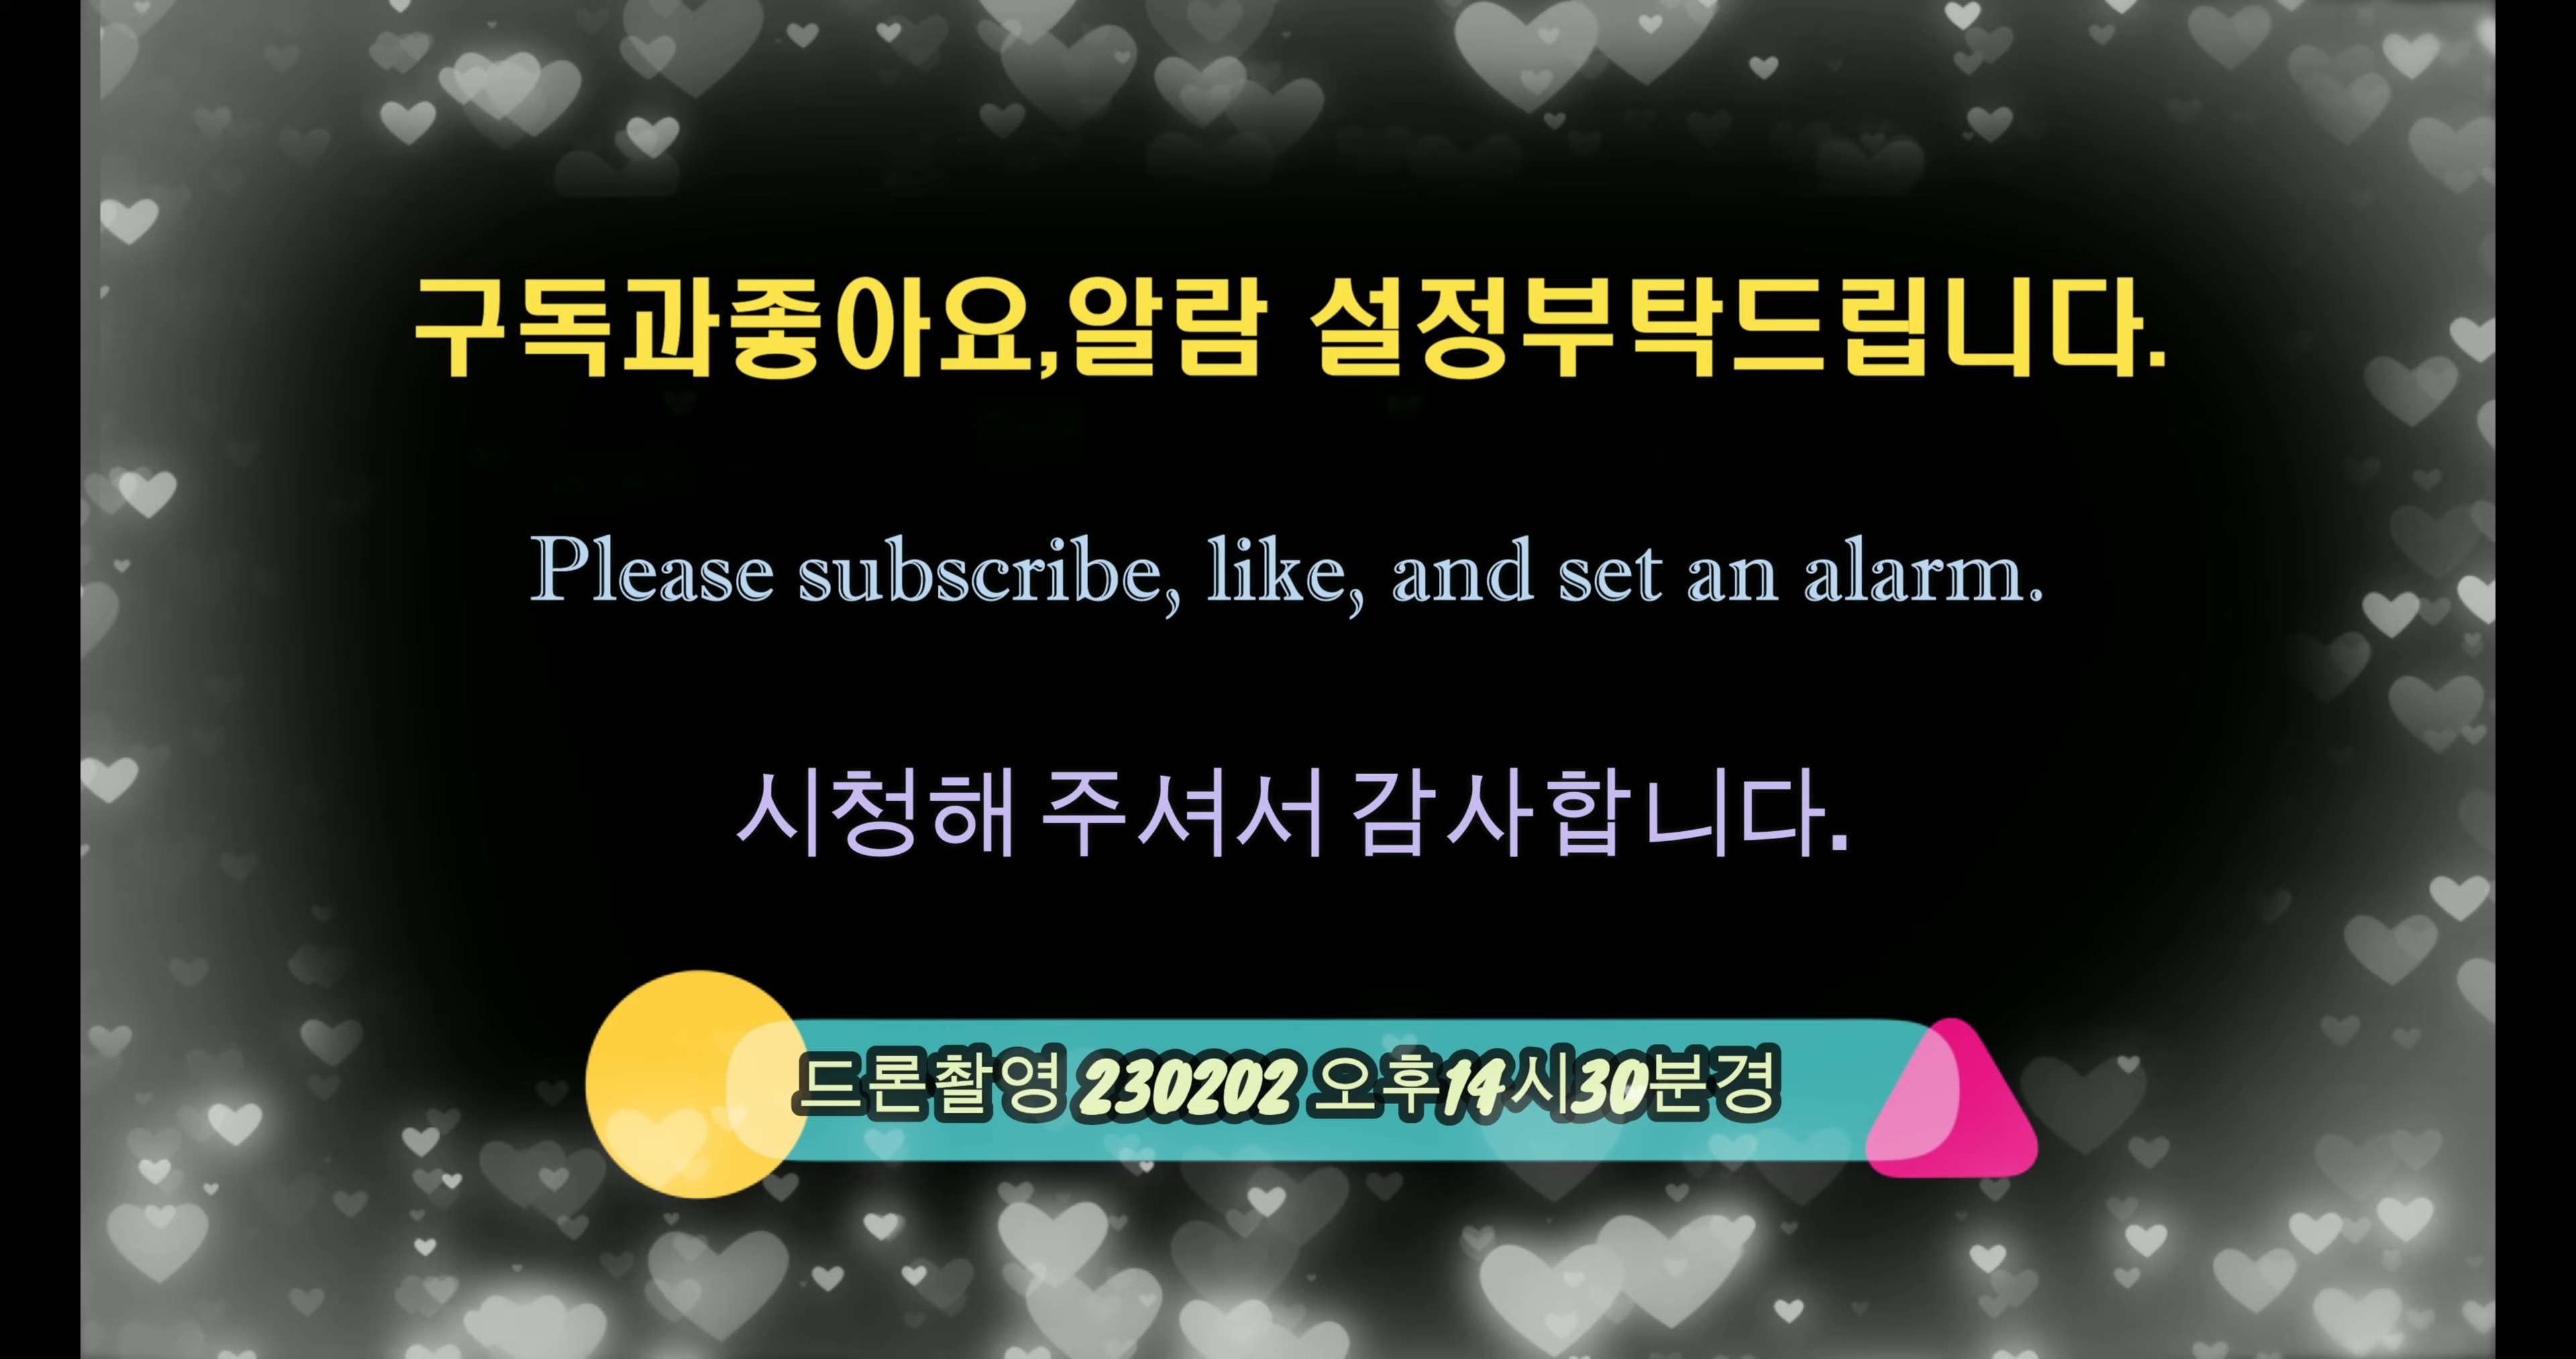 구독과좋아요,알람 설정부탁드립니다.
Please subscribe, like, and set an alarm.
시청해 주셔서 감사합니다.
드론촬영 230202 오후14시30분경